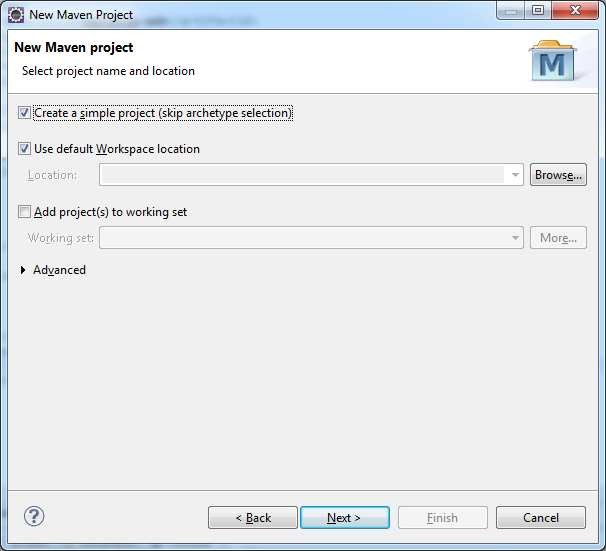 New Maven Project
New Maven project
Select project name and location
M
Create a simple project (skip archetype selection)
Use default Workspace location
Location:
Browse...
Add project(s) to working set
Working set:
More...
Advanced
?
< Back
Next >
Finish
Cancel